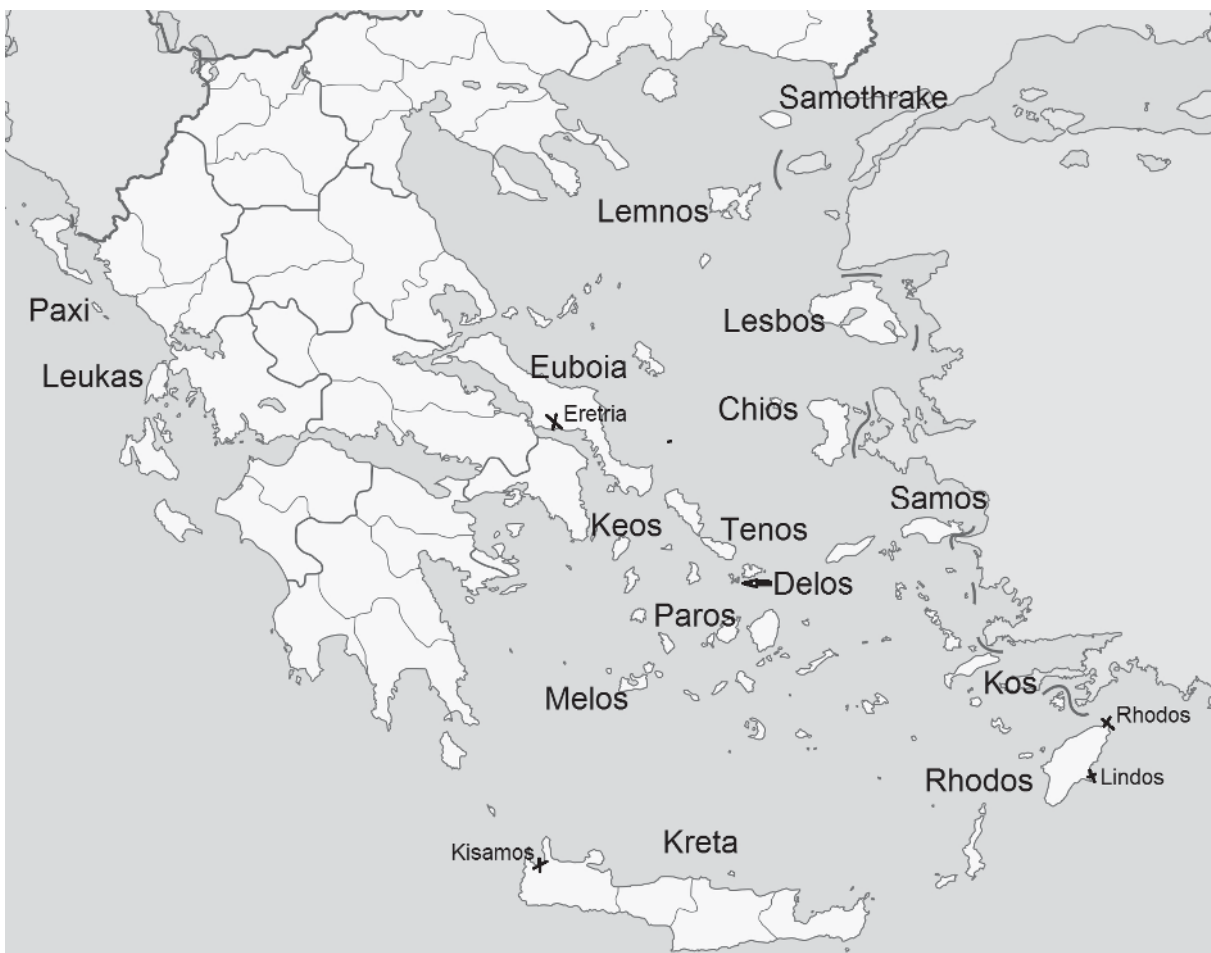 Samothrake
Lemnos
Paxi
Lesbos
Leukas
Euboia
Chios
Eretria
Samos
Keos
Tenos
Delos
Paros
Kos
Melos
Rhodos
Rhodos
Lindos
Kreta
Kisamos